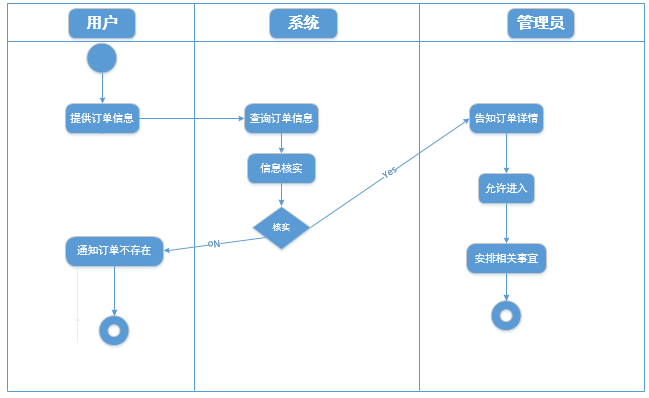 用户
系统
管理员
提供订单信息
查询订单信息
告知订单详情
信息核实
Yes
允许进入
核实
NO
通知订单不存在
安排相关事宜